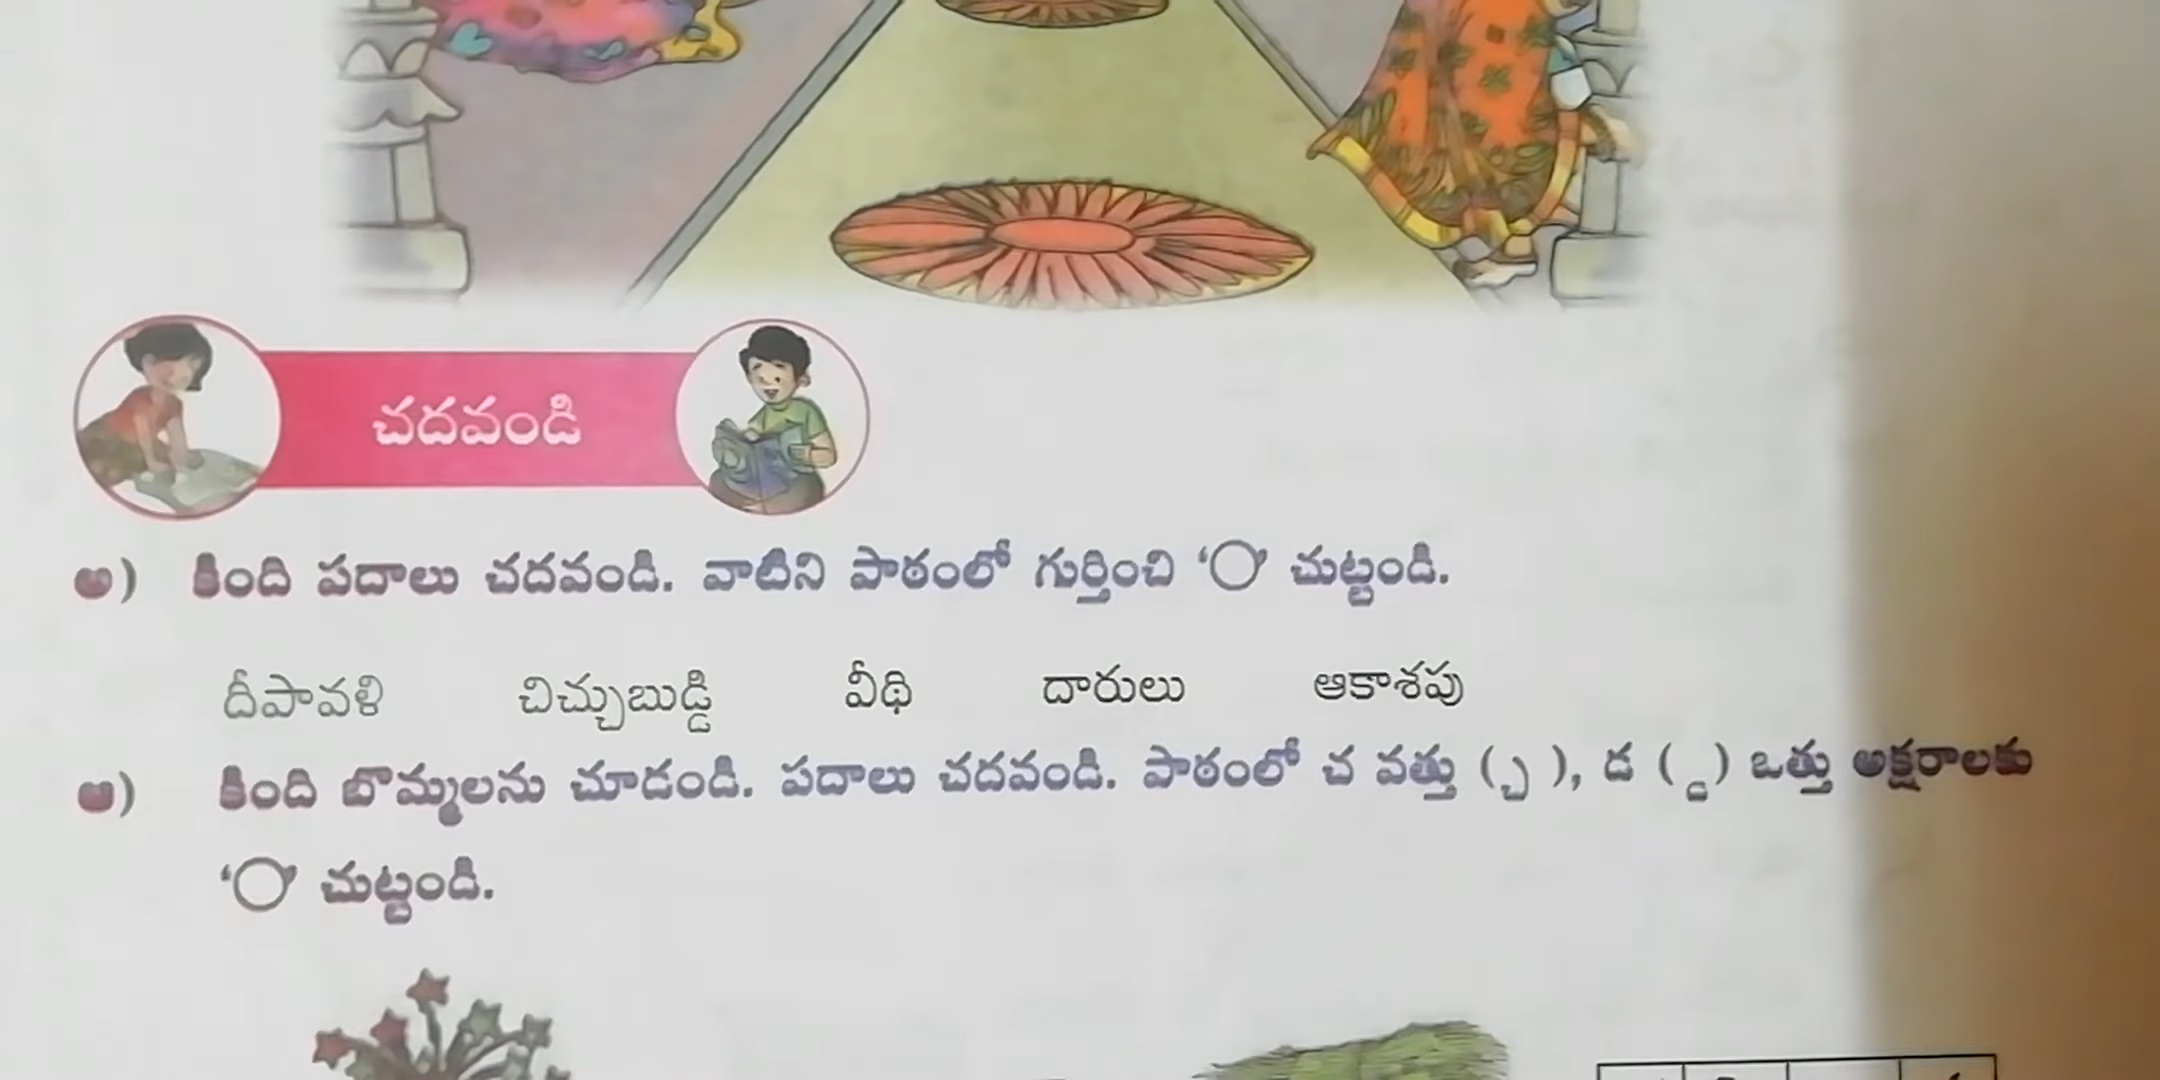 చదవండి
అ) కింది పదాలు చదవండి. వాటిని పాఠంలో గుర్తించి ‘O’ చుట్టండి.
దీపావళి చిచ్చుబుడ్డి వీథి దారులు ఆకాశపు
ఆ) కింది బొమ్మలను చూడండి. పదాలు చదవండి. పాఠంలో చ వత్తు (్చ), డ (్డ) ఒత్తు అక్షరాలకు
‘O’ చుట్టండి.